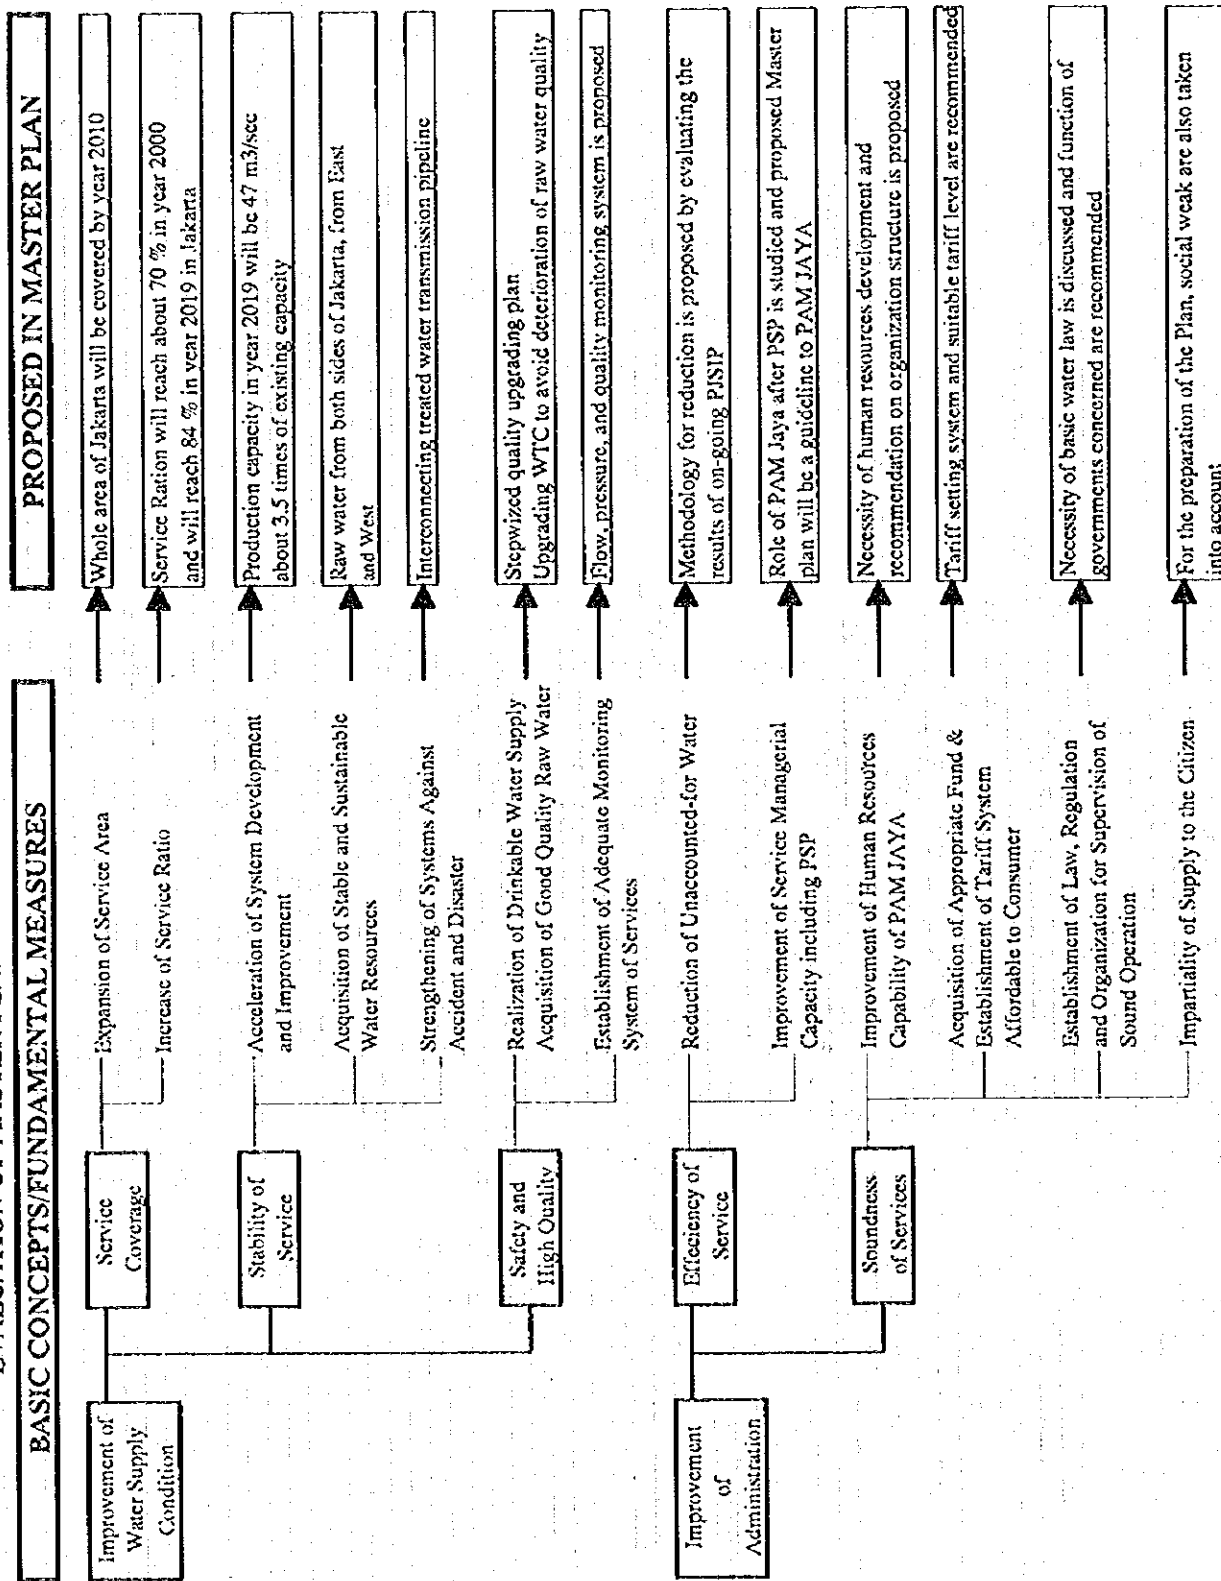 BASIC CONCEPTS/FUNDAMENTAL MEASURES
PROPOSED IN MASTER PLAN
Improvement of
Water Supply
Condition
Service
Coverage
Expansion of Service Area
Whole area of Jakarta will be covered by year 2010
Increase of Service Ratio
Service Ration will reach about 70 % in year 2000
and will reach 84 % in year 2019 in Jakarta
Stability of
Service
Acceleration of System Development
and Improvement
Production capacity in year 2019 will be 47 m3/sec
about 3.5 times of existing capacity
Acquisition of Stable and Sustainable
Water Resources
Raw water from both sides of Jakarta, from East
and West
Strengthening of Systems Against
Accident and Disaster
Interconnecting treated water transmission pipeline
Safety and
High Quality
Realization of Drinkable Water Supply
Acquisition of Good Quality Raw Water
Stepwized quality upgrading plan
Upgrading WTC to avoid deterioration of raw water quality
Establishment of Adequate Monitoring
System of Services
Flow, pressure, and quality monitoring system is proposed
Improvement
of
Administration
Effeciency of
Service
Reduction of Unaccounted-for Water
Methodology for reduction is proposed by evaluating the
results of on-going PJSIP
Improvement of Service Managerial
Capacity including PSP
Role of PAM Jaya after PSP is studied and proposed Master
plan will be a guideline to PAM JAYA
Soundness
of Services
Improvement of Human Resources
Capability of PAM JAYA
Necessity of human resources development and
recommendation on organization structure is proposed
Acquisition of Appropriate Fund &
Establishment of Tariff System
Affordable to Consumer
Tariff setting system and suitable tariff level are recommended
Establishment of Law, Regulation
and Organization for Supervision of
Sound Operation
Necessity of basic water law is discussed and function of
governments concerned are recommended
Impartiality of Supply to the Citizen
For the preparation of the Plan, social weak are also taken
into account